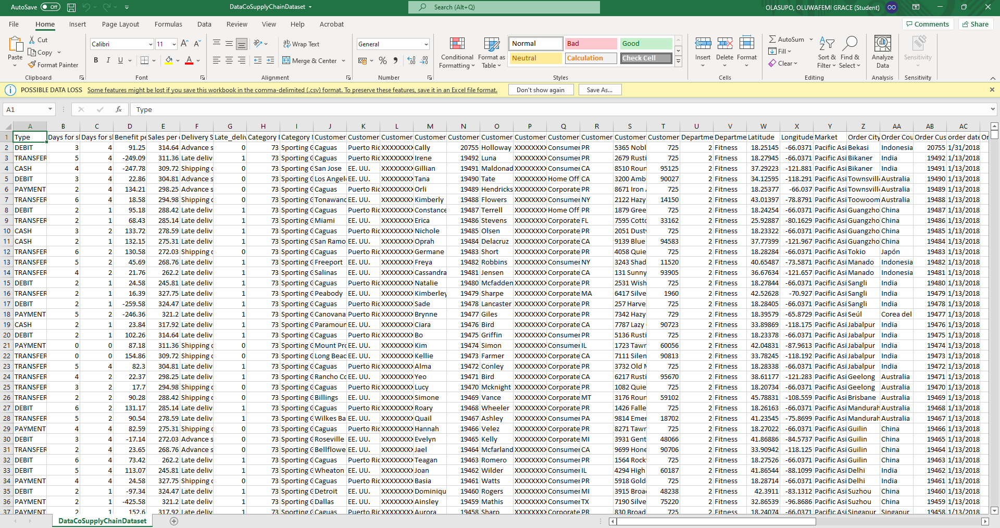 AutoSave Off DataCoSupplyChainDataset Search (Alt+Q) OLASUPO, OLUWAFEMI GRACE (Student) OO
File Home Insert Page Layout Formulas Data Review View Help Acrobat Comments Share
Paste Cut Copy Format Painter Clipboard
Calibri 11 B I U A Font
Wrap Text Merge & Center Alignment
General % Number
Conditional Formatting Format as Table Normal Bad Good Neutral Calculation Check Cell Styles
Insert Delete Format Cells
AutoSum Fill Clear Sort & Filter Find & Select Editing
Analyze Data Analysis Sensitivity Sensitivity
POSSIBLE DATA LOSS Some features might be lost if you save this workbook in the comma-delimited (.csv) format. To preserve these features, save it in an Excel file format. Don't show again Save As...
A1 fx Type
A B C D E F G H I J K L M N O P Q R S T U V W X Y Z AA AB AC
1 Type Days for sl Days for sl Benefit pe Sales per Delivery S Late_deliv Category I Category Customer Customer Customer Customer Customer Customer Customer Customer Customer Customer Customer Departme Departme Latitude Longitude Market Order City Order Cou Order Cus order date Or
2 DEBIT 3 4 91.25 314.64 Advance s 0 73 Sporting G Caguas Puerto Ric XXXXXXXX Cally 20755 Holloway XXXXXXXX Consumer PR 5365 Nobl 725 2 Fitness 18.25145 -66.0371 Pacific Asi Bekasi Indonesia 20755 1/31/2018
3 TRANSFER 5 4 -249.09 311.36 Late deliv 1 73 Sporting G Caguas Puerto Ric XXXXXXXX Irene 19492 Luna XXXXXXXX Consumer PR 2679 Rusti 725 2 Fitness 18.27945 -66.0371 Pacific Asi Bikaner India 19492 1/13/2018
4 CASH 4 4 -247.78 309.72 Shipping c 0 73 Sporting G San Jose EE. UU. XXXXXXXX Gillian 19491 Maldonad XXXXXXXX Consumer CA 8510 Roun 95125 2 Fitness 37.29223 -121.881 Pacific Asi Bikaner India 19491 1/13/2018
5 DEBIT 3 4 22.86 304.81 Advance s 0 73 Sporting G Los Angele EE. UU. XXXXXXXX Tana 19490 Tate XXXXXXXX Home Off CA 3200 Amb 90027 2 Fitness 34.12595 -118.291 Pacific Asi Townsvill Australia 19490 1/13/2018
6 PAYMENT 2 4 134.21 298.25 Advance s 0 73 Sporting G Caguas Puerto Ric XXXXXXXX Orli 19489 Hendricks XXXXXXXX Corporate PR 8671 Iron 725 2 Fitness 18.25377 -66.037 Pacific Asi Townsvill Australia 19489 1/13/2018
7 TRANSFER 6 4 18.58 294.98 Shipping c 0 73 Sporting G Tonawanc EE. UU. XXXXXXXX Kimberly 19488 Flowers XXXXXXXX Consumer NY 2122 Hazy 14150 2 Fitness 43.01397 -78.8791 Pacific Asi Toowoom Australia 19488 1/13/2018
8 DEBIT 2 1 95.18 288.42 Late deliv 1 73 Sporting G Caguas Puerto Ric XXXXXXXX Constance 19487 Terrell XXXXXXXX Home Off PR 1879 Gree 725 2 Fitness 18.24254 -66.0371 Pacific Asi Guangzho China 19487 1/13/2018
9 TRANSFER 2 1 68.43 285.14 Late deliv 1 73 Sporting G Miami EE. UU. XXXXXXXX Erica 19486 Stevens XXXXXXXX Corporate FL 7595 Cotto 33162 2 Fitness 25.92887 -80.1629 Pacific Asi Guangzho China 19486 1/13/2018
10 CASH 3 2 133.72 278.59 Late deliv 1 73 Sporting G Caguas Puerto Ric XXXXXXXX Nichole 19485 Olsen XXXXXXXX Corporate PR 2051 Dust 725 2 Fitness 18.23322 -66.0371 Pacific Asi Guangzho China 19485 1/13/2018
11 CASH 2 1 132.15 275.31 Late deliv 1 73 Sporting G San Ramo EE. UU. XXXXXXXX Oprah 19484 Delacruz XXXXXXXX Corporate CA 9139 Blue 94583 2 Fitness 37.77399 -121.967 Pacific Asi Guangzho China 19484 1/13/2018
12 TRANSFER 6 2 130.58 272.03 Shipping c 0 73 Sporting G Caguas Puerto Ric XXXXXXXX Germane 19483 Short XXXXXXXX Corporate PR 4058 Quie 725 2 Fitness 18.28284 -66.0371 Pacific Asi Tokio Japón 19483 1/13/2018
13 TRANSFER 5 2 45.69 268.76 Late deliv 1 73 Sporting G Freeport EE. UU. XXXXXXXX Freya 19482 Robbins XXXXXXXX Consumer NY 3243 Shad 11520 2 Fitness 40.65487 -73.5871 Pacific Asi Manado Indonesia 19482 1/13/2018
14 TRANSFER 4 2 21.76 262.2 Late deliv 1 73 Sporting G Salinas EE. UU. XXXXXXXX Cassandra 19481 Jensen XXXXXXXX Corporate CA 131 Sunny 93905 2 Fitness 36.67634 -121.657 Pacific Asi Manado Indonesia 19481 1/13/2018
15 DEBIT 2 1 24.58 245.81 Late deliv 1 73 Sporting G Caguas Puerto Ric XXXXXXXX Natalie 19480 Mcfadden XXXXXXXX Corporate PR 2531 Wish 725 2 Fitness 18.27844 -66.0371 Pacific Asi Sangli India 19480 1/13/2018
16 TRANSFER 2 1 16.39 327.75 Late deliv 1 73 Sporting G Peabody EE. UU. XXXXXXXX Kimberley 19479 Sharpe XXXXXXXX Corporate MA 6417 Silve 1960 2 Fitness 42.52628 -70.927 Pacific Asi Sangli India 19479 1/13/2018
17 DEBIT 2 1 -259.58 324.47 Late deliv 1 73 Sporting G Caguas Puerto Ric XXXXXXXX Sade 19478 Lancaster XXXXXXXX Corporate PR 257 Harve 725 2 Fitness 18.28405 -66.0371 Pacific Asi Sangli India 19478 1/13/2018
18 PAYMENT 5 2 -246.36 321.2 Late deliv 1 73 Sporting G Canovana Puerto Ric XXXXXXXX Brynne 19477 Giles XXXXXXXX Corporate PR 7342 Hazy 729 2 Fitness 18.39579 -65.8729 Pacific Asi Seúl Corea del 19477 1/13/2018
19 CASH 2 1 23.84 317.92 Late deliv 1 73 Sporting G Paramoun EE. UU. XXXXXXXX Ciara 19476 Bird XXXXXXXX Corporate CA 7787 Lazy 90723 2 Fitness 33.89869 -118.175 Pacific Asi Jabalpur India 19476 1/13/2018
20 DEBIT 2 1 102.26 314.64 Late deliv 1 73 Sporting G Caguas Puerto Ric XXXXXXXX Bo 19475 Griffin XXXXXXXX Consumer PR 5136 Rusti 725 2 Fitness 18.23378 -66.0371 Pacific Asi Jabalpur India 19475 1/13/2018
21 PAYMENT 0 0 87.18 311.36 Shipping c 0 73 Sporting G Mount Pro EE. UU. XXXXXXXX Kim 19474 Simon XXXXXXXX Consumer IL 1723 Tawr 60056 2 Fitness 42.04831 -87.9613 Pacific Asi Jabalpur India 19474 1/13/2018
22 TRANSFER 0 0 154.86 309.72 Shipping c 0 73 Sporting G Long Beac EE. UU. XXXXXXXX Kellie 19473 Farmer XXXXXXXX Corporate CA 7111 Silen 90813 2 Fitness 33.78245 -118.192 Pacific Asi Jabalpur India 19473 1/13/2018
23 TRANSFER 5 4 82.3 304.81 Late deliv 1 73 Sporting G Caguas Puerto Ric XXXXXXXX Alma 19472 Conley XXXXXXXX Corporate PR 3732 Old M 725 2 Fitness 18.28338 -66.0371 Pacific Asi Jabalpur India 19472 1/13/2018
24 TRANSFER 4 2 22.37 298.25 Late deliv 1 73 Sporting G Rancho Co EE. UU. XXXXXXXX Yeo 19471 Bird XXXXXXXX Corporate CA 6217 Rusti 95670 2 Fitness 38.61177 -121.283 Pacific Asi Geelong Australia 19471 1/13/2018
25 TRANSFER 3 2 17.7 294.98 Shipping c 0 73 Sporting G Caguas Puerto Ric XXXXXXXX Lucy 19470 Mcknight XXXXXXXX Corporate PR 1082 Quie 725 2 Fitness 18.20734 -66.0371 Pacific Asi Geelong Australia 19470 1/13/2018
26 TRANSFER 2 2 90.28 288.42 Shipping c 0 73 Sporting G Billings EE. UU. XXXXXXXX Simone 19469 Vance XXXXXXXX Corporate MT 3176 Roun 59102 2 Fitness 45.78831 -108.559 Pacific Asi Brisbane Australia 19469 1/13/2018
27 DEBIT 6 2 131.17 285.14 Late deliv 1 73 Sporting G Caguas Puerto Ric XXXXXXXX Roary 19468 Wheeler XXXXXXXX Corporate PR 1426 Falle 725 2 Fitness 18.26163 -66.0371 Pacific Asi Mandurah Australia 19468 1/13/2018
28 TRANSFER 5 2 90.54 278.59 Late deliv 1 73 Sporting G Wilkes Ba EE. UU. XXXXXXXX Quail 19467 Ashley XXXXXXXX Consumer PA 9814 Emer 18702 2 Fitness 41.23545 -75.8699 Pacific Asi Mandurah Australia 19467 1/13/2018
29 PAYMENT 4 4 82.59 275.31 Shipping c 0 73 Sporting G Caguas Puerto Ric XXXXXXXX Hannah 19466 Velez XXXXXXXX Corporate PR 8271 Tawr 725 2 Fitness 18.27022 -66.0371 Pacific Asi Guilin China 19466 1/13/2018
30 DEBIT 3 4 -17.14 272.03 Advance s 0 73 Sporting G Roseville EE. UU. XXXXXXXX Evelyn 19465 Kelly XXXXXXXX Corporate MI 3931 Gent 48066 2 Fitness 41.86886 -84.5737 Pacific Asi Guilin China 19465 1/13/2018
31 TRANSFER 2 4 23.65 268.76 Advance s 0 73 Sporting G Bellflowe EE. UU. XXXXXXXX Jael 19464 Mcfarland XXXXXXXX Consumer CA 9699 Hone 90706 2 Fitness 33.90942 -118.125 Pacific Asi Guilin China 19464 1/13/2018
32 DEBIT 6 4 73.42 262.2 Late deliv 1 73 Sporting G Caguas Puerto Ric XXXXXXXX Teagan 19463 Romero XXXXXXXX Consumer PR 1564 Rock 725 2 Fitness 18.27526 -66.0371 Pacific Asi Guilin China 19463 1/13/2018
33 DEBIT 5 4 113.07 245.81 Late deliv 1 73 Sporting G Wheaton EE. UU. XXXXXXXX Joan 19462 Wilder XXXXXXXX Consumer IL 4294 High 60187 2 Fitness 41.86544 -88.1099 Pacific Asi Delhi India 19462 1/13/2018
34 PAYMENT 4 4 24.58 327.75 Shipping c 0 73 Sporting G Caguas Puerto Ric XXXXXXXX Basia 19461 Watts XXXXXXXX Consumer PR 5918 Gold 725 2 Fitness 18.28714 -66.0371 Pacific Asi Delhi India 19461 1/13/2018
35 DEBIT 2 1 -97.34 324.47 Late deliv 1 73 Sporting G Detroit EE. UU. XXXXXXXX Dominiqu 19460 Rogers XXXXXXXX Consumer MI 3915 Broa 48238 2 Fitness 42.3911 -83.1312 Pacific Asi Suzhou China 19460 1/13/2018
36 PAYMENT 2 1 -425.58 321.2 Late deliv 1 73 Sporting G Dallas EE. UU. XXXXXXXX Ainsley 19459 Mathis XXXXXXXX Consumer TX 7190 Silve 75220 2 Fitness 32.86539 -96.8686 Pacific Asi Suzhou China 19459 1/13/2018
37 PAYMENT 2 1 152.6 317.92 Late deliv 1 73 Sporting G Caguas Puerto Ric XXXXXXXX Aurora 19458 Sharp XXXXXXXX Corporate PR 830 Broad 725 2 Fitness 18.24074 -66.0371 Pacific Asi Singapur Singapur 19458 1/13/2018
DataCoSupplyChainDataset